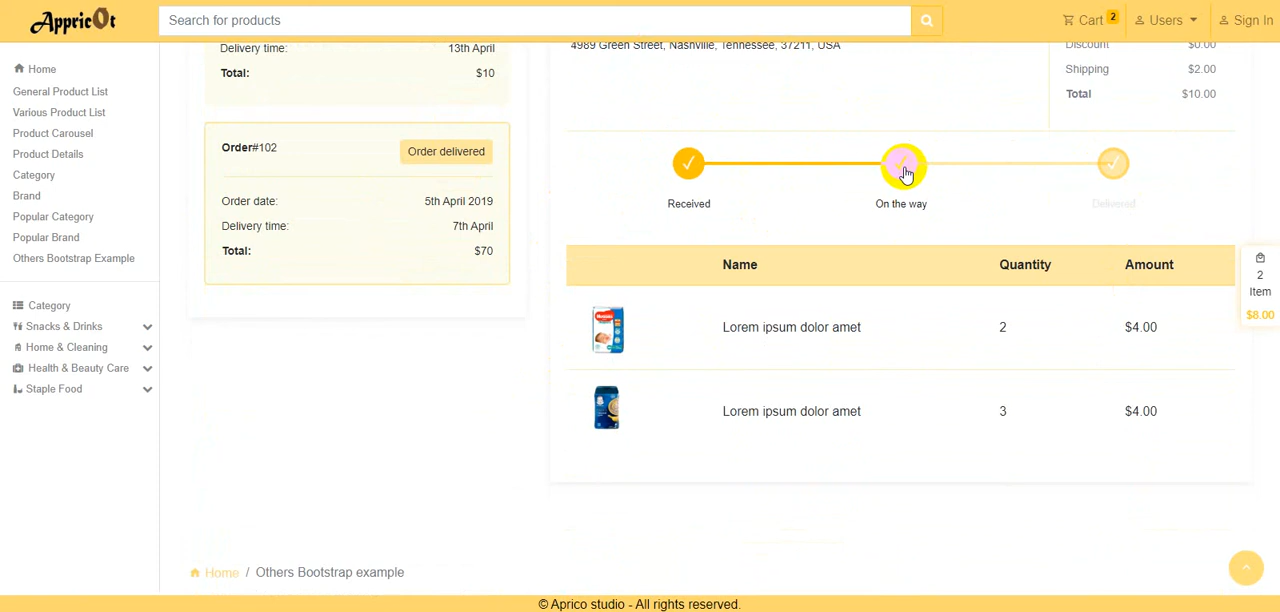 AppricOt
Search for products
Cart 2
Users
Sign In
Home
General Product List
Various Product List
Product Carousel
Product Details
Category
Brand
Popular Category
Popular Brand
Others Bootstrap Example
Category
Snacks & Drinks
Home & Cleaning
Health & Beauty Care
Staple Food
Delivery time: 13th April
Total: $10
Order#102
Order delivered
Order date: 5th April 2019
Delivery time: 7th April
Total: $70
4989 Green Street, Nashville, Tennessee, 37211, USA
Discount $0.00
Shipping $2.00
Total $10.00
Received
On the way
Delivered
Name Quantity Amount
Lorem ipsum dolor amet 2 $4.00
Lorem ipsum dolor amet 3 $4.00
2
Item
$8.00
Home / Others Bootstrap example
© Aprico studio - All rights reserved.